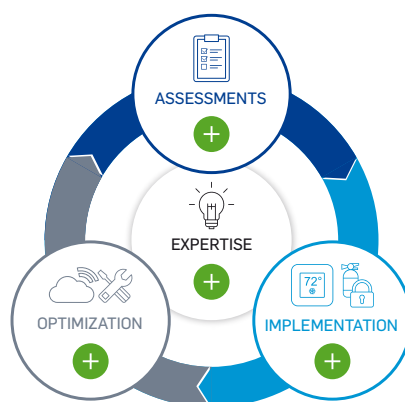 ASSESSMENTS
EXPERTISE
72°
OPTIMIZATION
IMPLEMENTATION